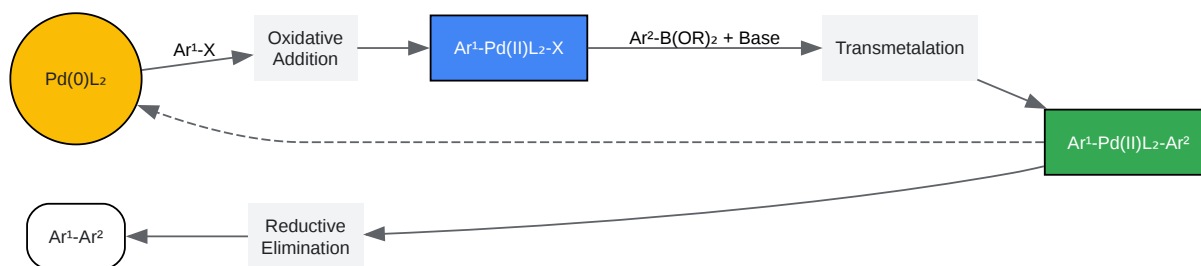 Pd(0)L₂
Ar¹-X
Oxidative
Addition
Ar¹-Pd(II)L₂-X
Ar²-B(OR)₂ + Base
Transmetalation
Ar¹-Pd(II)L₂-Ar²
Reductive
Elimination
Ar¹-Ar²